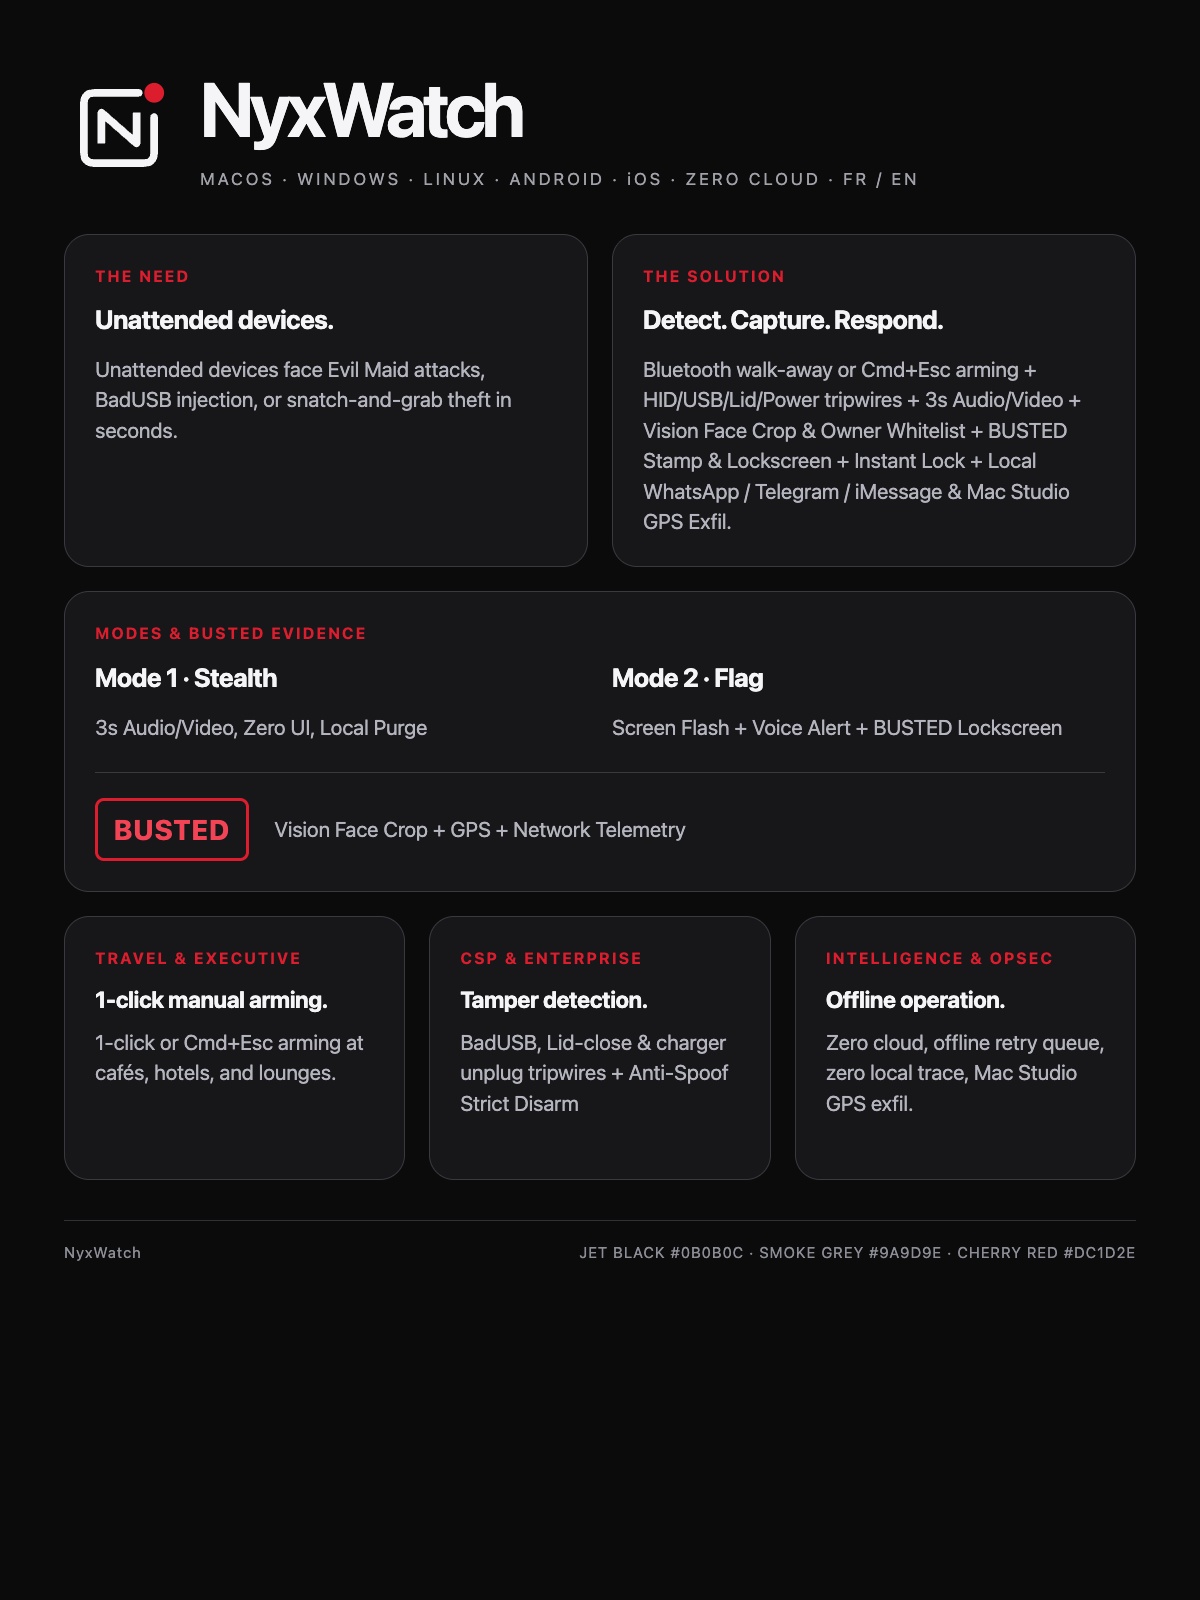 N
NyxWatch
MACOS · WINDOWS · LINUX · ANDROID · iOS · ZERO CLOUD · FR / EN
THE NEED
Unattended devices.
Unattended devices face Evil Maid attacks,
BadUSB injection, or snatch-and-grab theft in
seconds.
THE SOLUTION
Detect. Capture. Respond.
Bluetooth walk-away or Cmd+Esc arming +
HID/USB/Lid/Power tripwires + 3s Audio/Video +
Vision Face Crop & Owner Whitelist + BUSTED
Stamp & Lockscreen + Instant Lock + Local
WhatsApp / Telegram / iMessage & Mac Studio
GPS Exfil.
MODES & BUSTED EVIDENCE
Mode 1 · Stealth
3s Audio/Video, Zero UI, Local Purge
Mode 2 · Flag
Screen Flash + Voice Alert + BUSTED Lockscreen
BUSTED
Vision Face Crop + GPS + Network Telemetry
TRAVEL & EXECUTIVE
1-click manual arming.
1-click or Cmd+Esc arming at
cafés, hotels, and lounges.
CSP & ENTERPRISE
Tamper detection.
BadUSB, Lid-close & charger
unplug tripwires + Anti-Spoof
Strict Disarm
INTELLIGENCE & OPSEC
Offline operation.
Zero cloud, offline retry queue,
zero local trace, Mac Studio
GPS exfil.
NyxWatch
JET BLACK #0B0B0C · SMOKE GREY #9A9D9E · CHERRY RED #DC1D2E